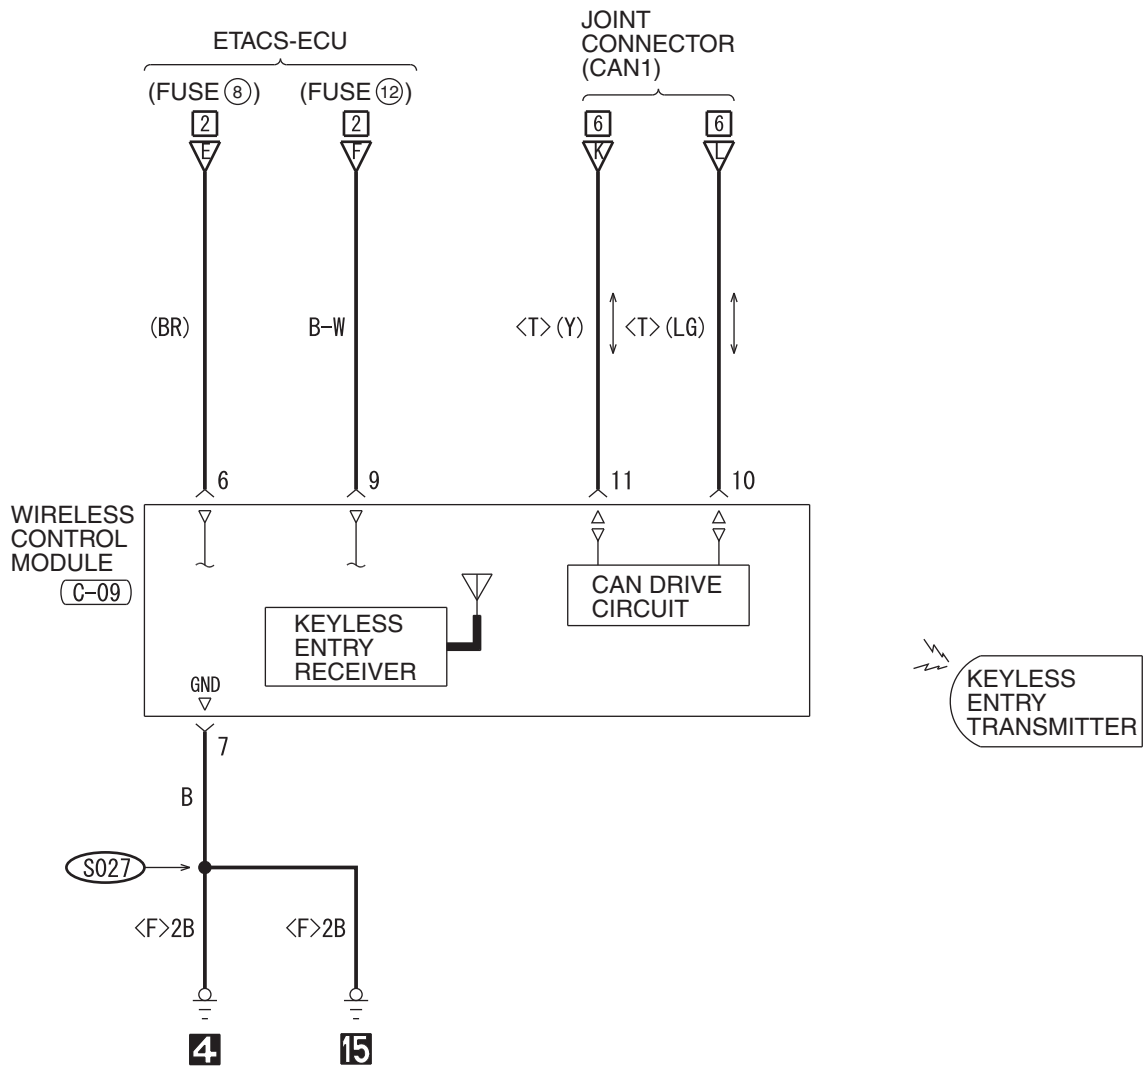 ETACS-ECU
JOINT
CONNECTOR
(CAN1)
(FUSE 8) (FUSE 12)
2 2 6 6
E F K L
(BR) B-W <T>(Y) <T>(LG)
6 9 11 10
WIRELESS
CONTROL
MODULE
C-09
CAN DRIVE
CIRCUIT
KEYLESS
ENTRY
RECEIVER
GND
KEYLESS
ENTRY
TRANSMITTER
7
B
S027
<F>2B <F>2B
4 15